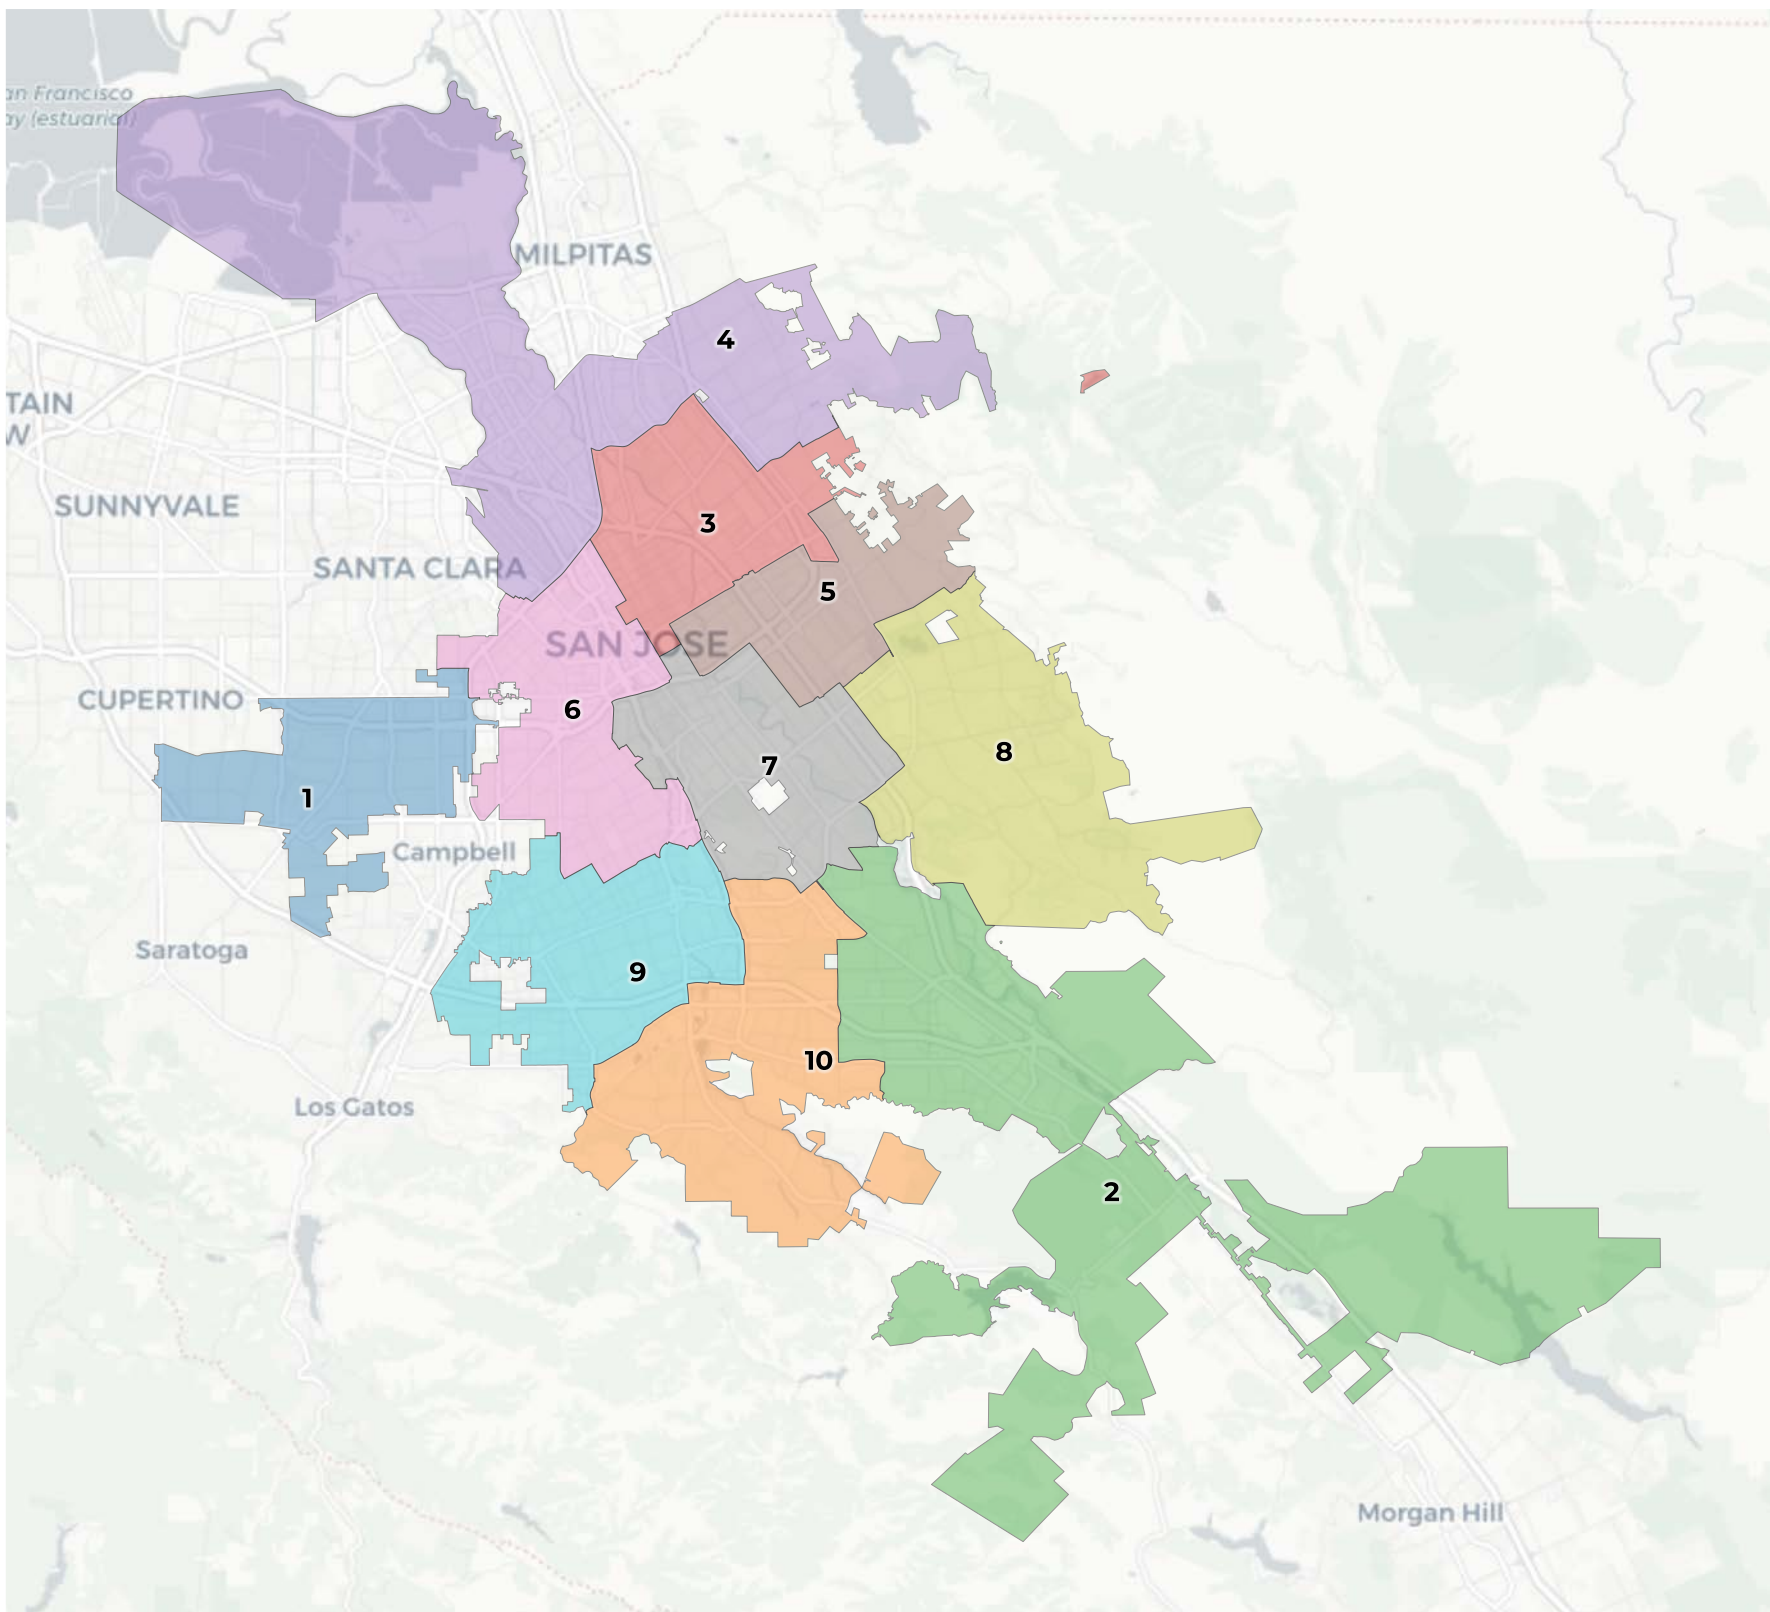 an Francisco
ay (estuarial)
MILPITAS
4
TAIN
W
SUNNYVALE
3
SANTA CLARA
5
SAN JOSE
CUPERTINO
6
8
7
1
Campbell
Saratoga
9
10
Los Gatos
2
Morgan Hill